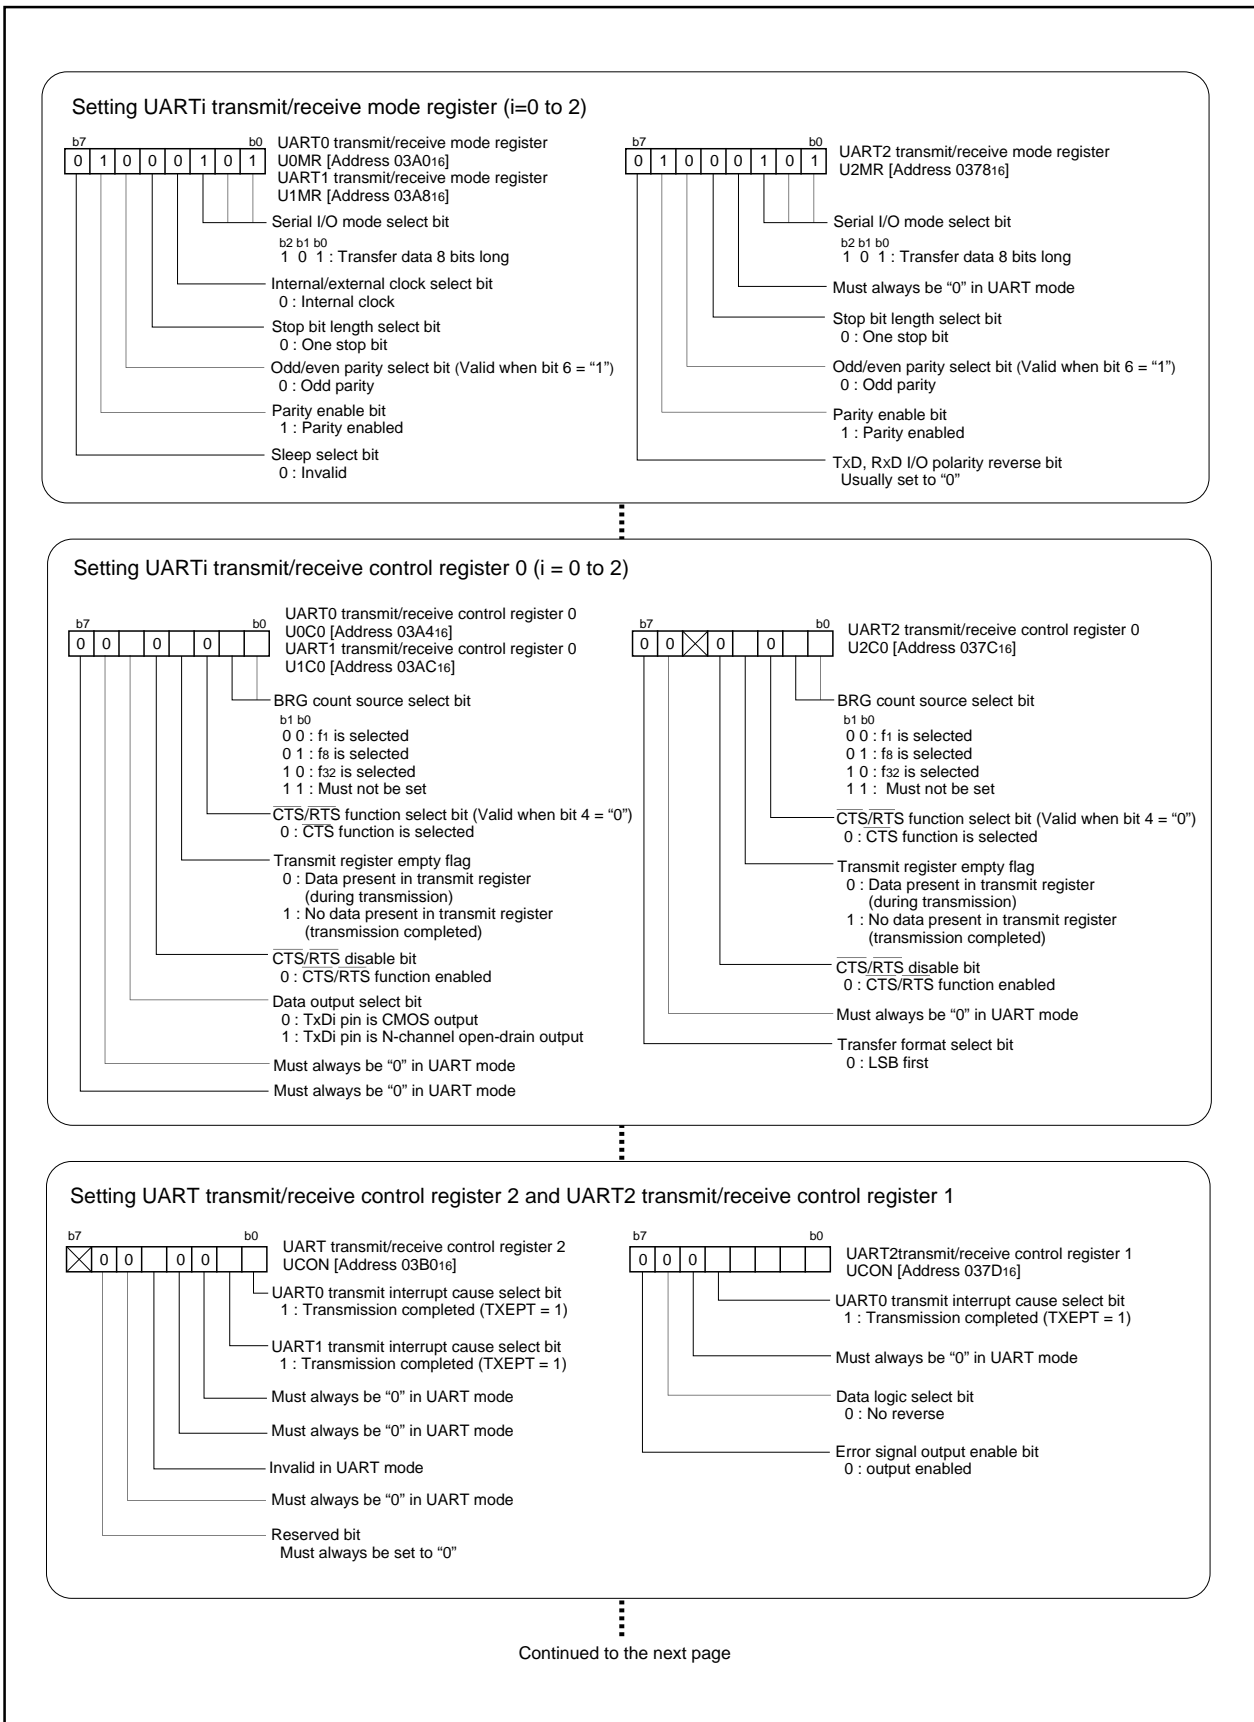 Setting UARTi transmit/receive mode register (i=0 to 2)
b7 b0
0 1 0 0 0 1 0 1
UART0 transmit/receive mode register
U0MR [Address 03A016]
UART1 transmit/receive mode register
U1MR [Address 03A816]
Serial I/O mode select bit
b2 b1 b0
1 0 1 : Transfer data 8 bits long
Internal/external clock select bit
0 : Internal clock
Stop bit length select bit
0 : One stop bit
Odd/even parity select bit (Valid when bit 6 = “1”)
0 : Odd parity
Parity enable bit
1 : Parity enabled
Sleep select bit
0 : Invalid
b7 b0
0 1 0 0 0 1 0 1
UART2 transmit/receive mode register
U2MR [Address 037816]
Serial I/O mode select bit
b2 b1 b0
1 0 1 : Transfer data 8 bits long
Must always be “0” in UART mode
Stop bit length select bit
0 : One stop bit
Odd/even parity select bit (Valid when bit 6 = “1”)
0 : Odd parity
Parity enable bit
1 : Parity enabled
TxD, RxD I/O polarity reverse bit
Usually set to “0”
Setting UARTi transmit/receive control register 0 (i = 0 to 2)
b7 b0
0 0 0 0
UART0 transmit/receive control register 0
U0C0 [Address 03A416]
UART1 transmit/receive control register 0
U1C0 [Address 03AC16]
BRG count source select bit
b1 b0
0 0 : f1 is selected
0 1 : f8 is selected
1 0 : f32 is selected
1 1 : Must not be set
CTS/RTS function select bit (Valid when bit 4 = “0”)
0 : CTS function is selected
Transmit register empty flag
0 : Data present in transmit register
(during transmission)
1 : No data present in transmit register
(transmission completed)
CTS/RTS disable bit
0 : CTS/RTS function enabled
Data output select bit
0 : TxDi pin is CMOS output
1 : TxDi pin is N-channel open-drain output
Must always be “0” in UART mode
Must always be “0” in UART mode
b7 b0
0 0 0 0
UART2 transmit/receive control register 0
U2C0 [Address 037C16]
BRG count source select bit
b1 b0
0 0 : f1 is selected
0 1 : f8 is selected
1 0 : f32 is selected
1 1 : Must not be set
CTS/RTS function select bit (Valid when bit 4 = “0”)
0 : CTS function is selected
Transmit register empty flag
0 : Data present in transmit register
(during transmission)
1 : No data present in transmit register
(transmission completed)
CTS/RTS disable bit
0 : CTS/RTS function enabled
Must always be “0” in UART mode
Transfer format select bit
0 : LSB first
Setting UART transmit/receive control register 2 and UART2 transmit/receive control register 1
b7 b0
0 0 0 0
UART transmit/receive control register 2
UCON [Address 03B016]
UART0 transmit interrupt cause select bit
1 : Transmission completed (TXEPT = 1)
UART1 transmit interrupt cause select bit
1 : Transmission completed (TXEPT = 1)
Must always be “0” in UART mode
Must always be “0” in UART mode
Invalid in UART mode
Must always be “0” in UART mode
Reserved bit
Must always be set to “0”
b7 b0
0 0 0
UART2transmit/receive control register 1
UCON [Address 037D16]
UART0 transmit interrupt cause select bit
1 : Transmission completed (TXEPT = 1)
Must always be “0” in UART mode
Data logic select bit
0 : No reverse
Error signal output enable bit
0 : output enabled
Continued to the next page